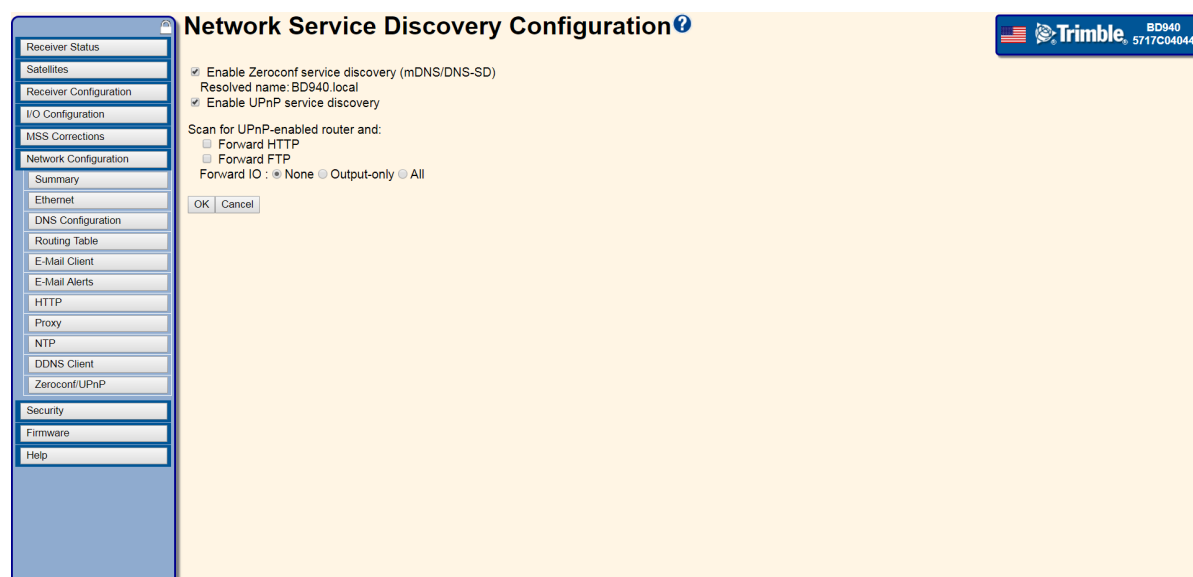 Network Service Discovery Configuration?
Trimble® BD940
5717C04044
Receiver Status
Satellites
Receiver Configuration
I/O Configuration
MSS Corrections
Network Configuration
Summary
Ethernet
DNS Configuration
Routing Table
E-Mail Client
E-Mail Alerts
HTTP
Proxy
NTP
DDNS Client
Zeroconf/UPnP
Security
Firmware
Help
Enable Zeroconf service discovery (mDNS/DNS-SD)
Resolved name: BD940.local
Enable UPnP service discovery
Scan for UPnP-enabled router and:
Forward HTTP
Forward FTP
Forward IO : None Output-only All
OK Cancel